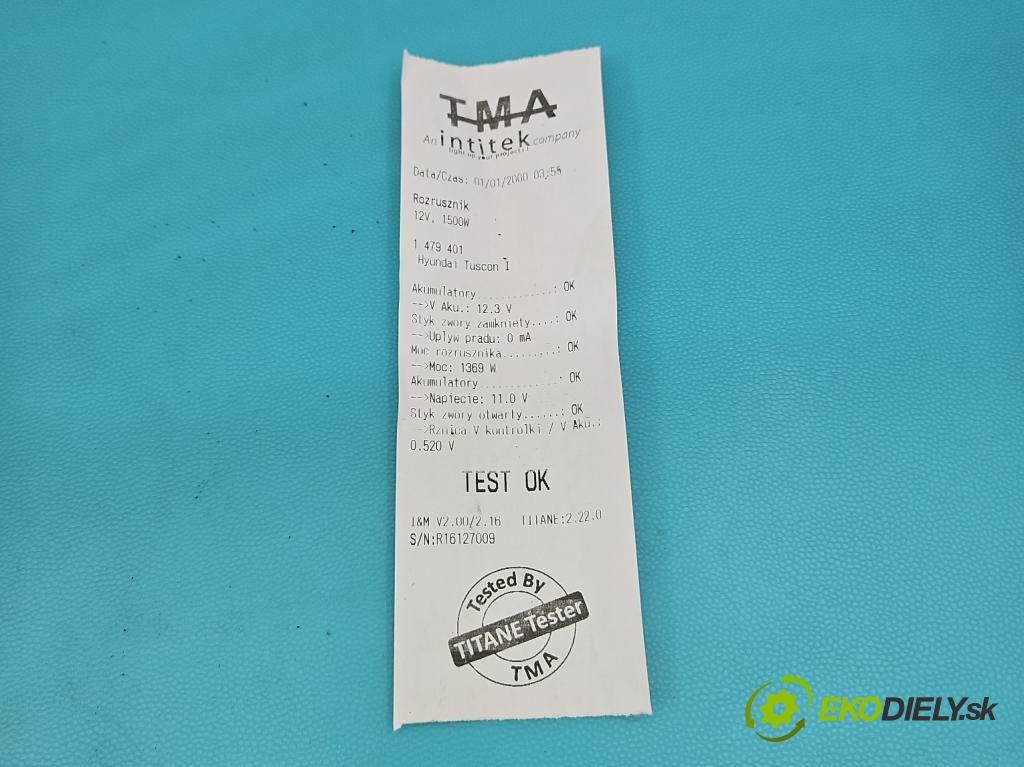 TMA
An intitek company
light up your projects!
Data/Czas: 01/01/2000 03:55
Rozrusznik
12V, 1500W
1 479 401
Hyundai Tuscon I
Akumulatory............: OK
-->V Aku.: 12.3 V
Styk zwory zamkniety....: OK
-->Uplyw pradu: 0 mA
Moc rozrusznika.........: OK
-->Moc: 1369 W
Akumulatory............: OK
-->Napiecie: 11.0 V
Styk zwory otwarty......: OK
-->Rznica V kontrolki / V Aku.:
0.520 V
TEST OK
I&M V2.00/2.16 TITANE:2.22.0
S/N:R16127009
Tested By
TITANE Tester
TMA
EKODIELY.sk